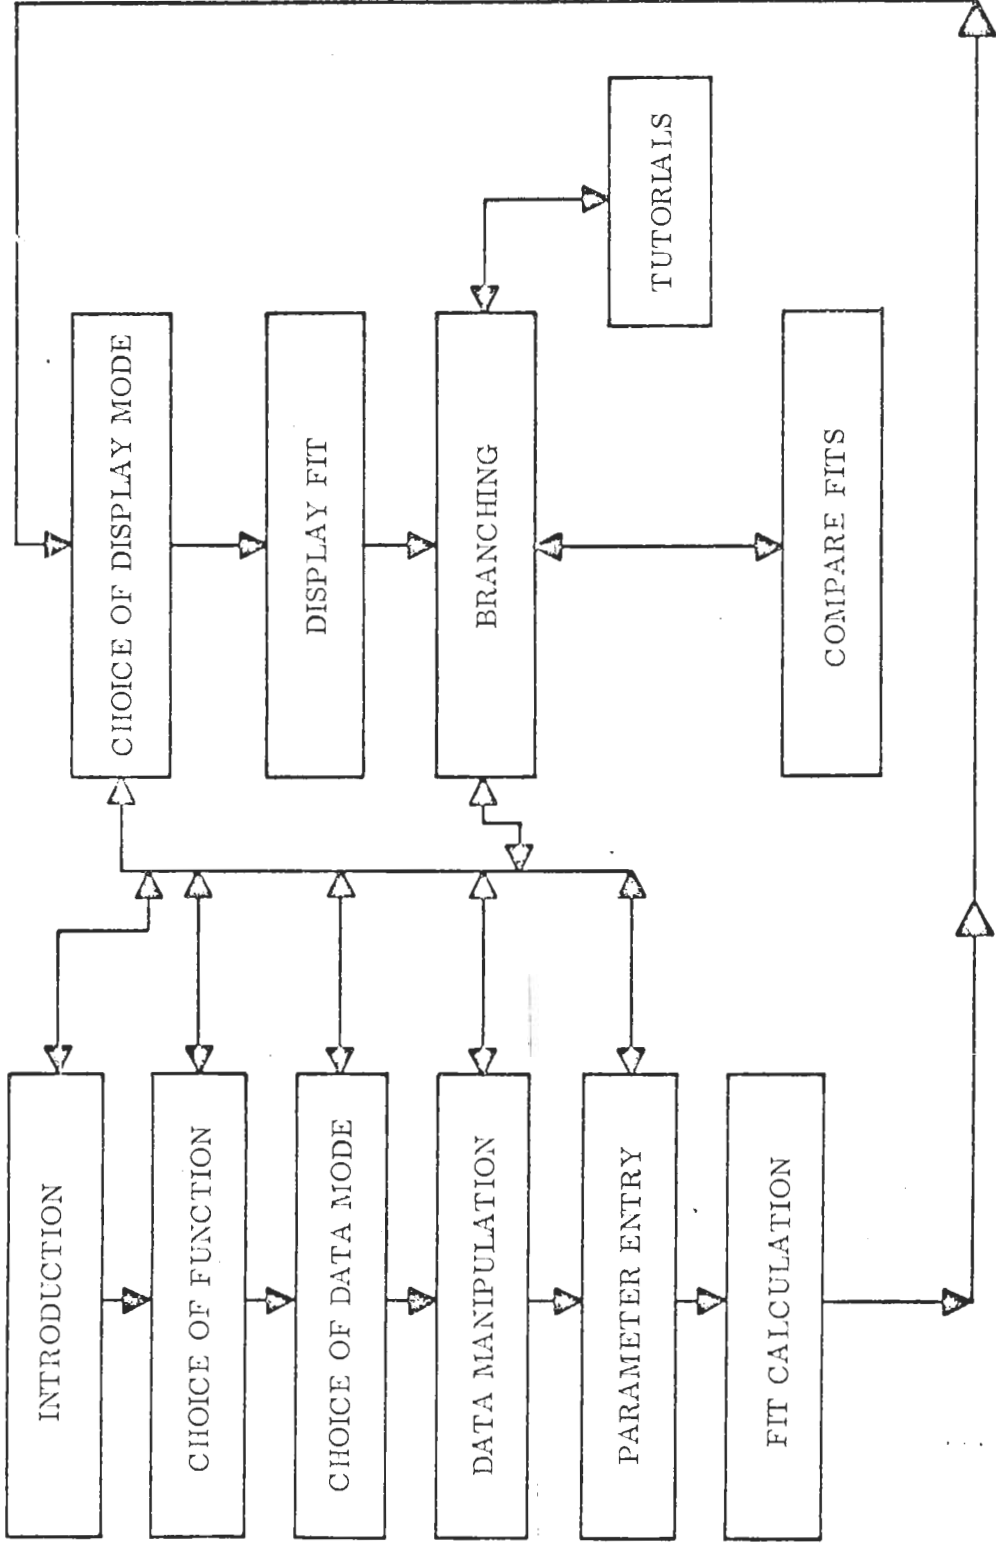 INTRODUCTION
CHOICE OF FUNCTION
CHOICE OF DATA MODE
DATA MANIPULATION
PARAMETER ENTRY
FIT CALCULATION
CHOICE OF DISPLAY MODE
DISPLAY FIT
BRANCHING
COMPARE FITS
TUTORIALS